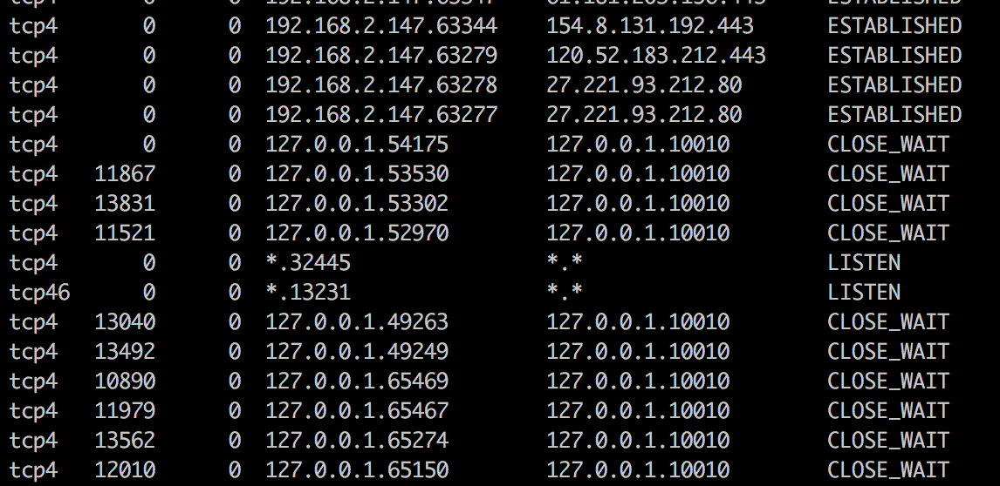 tcp4 0 0 192.168.2.147.63344 154.8.131.192.443 ESTABLISHED
tcp4 0 0 192.168.2.147.63279 120.52.183.212.443 ESTABLISHED
tcp4 0 0 192.168.2.147.63278 27.221.93.212.80 ESTABLISHED
tcp4 0 0 192.168.2.147.63277 27.221.93.212.80 ESTABLISHED
tcp4 0 0 127.0.0.1.54175 127.0.0.1.10010 CLOSE_WAIT
tcp4 11867 0 127.0.0.1.53530 127.0.0.1.10010 CLOSE_WAIT
tcp4 13831 0 127.0.0.1.53302 127.0.0.1.10010 CLOSE_WAIT
tcp4 11521 0 127.0.0.1.52970 127.0.0.1.10010 CLOSE_WAIT
tcp4 0 0 *.32445 *.* LISTEN
tcp46 0 0 *.13231 *.* LISTEN
tcp4 13040 0 127.0.0.1.49263 127.0.0.1.10010 CLOSE_WAIT
tcp4 13492 0 127.0.0.1.49249 127.0.0.1.10010 CLOSE_WAIT
tcp4 10890 0 127.0.0.1.65469 127.0.0.1.10010 CLOSE_WAIT
tcp4 11979 0 127.0.0.1.65467 127.0.0.1.10010 CLOSE_WAIT
tcp4 13562 0 127.0.0.1.65274 127.0.0.1.10010 CLOSE_WAIT
tcp4 12010 0 127.0.0.1.65150 127.0.0.1.10010 CLOSE_WAIT